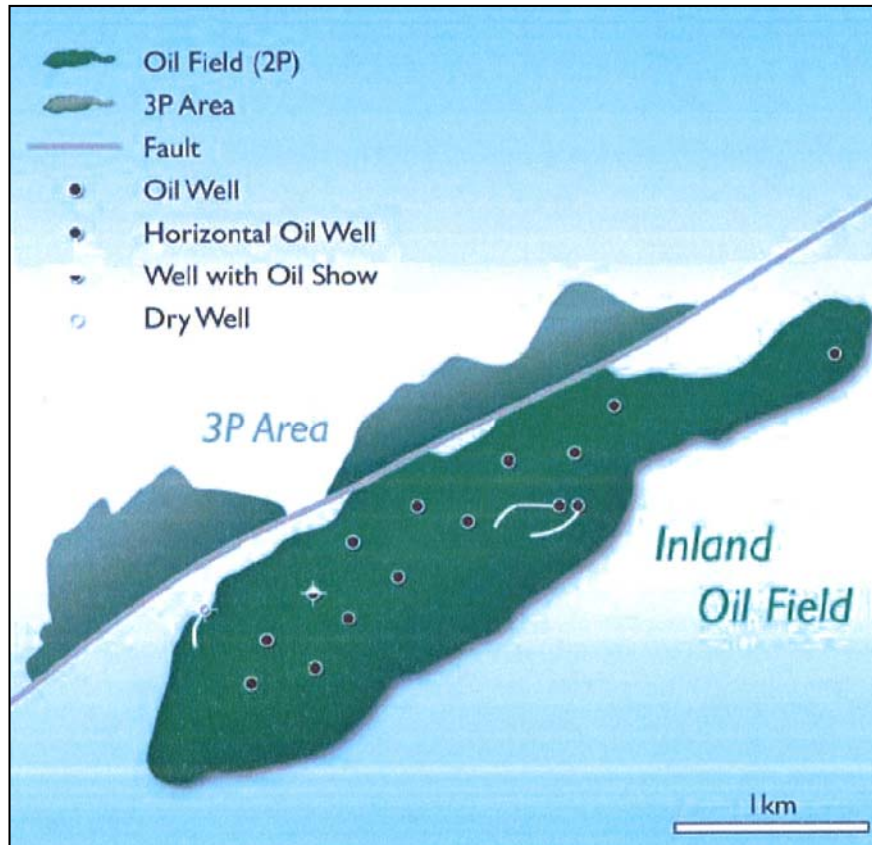 Oil Field (2P)
3P Area
Fault
Oil Well
Horizontal Oil Well
Well with Oil Show
Dry Well
3P Area
Inland
Oil Field
1km